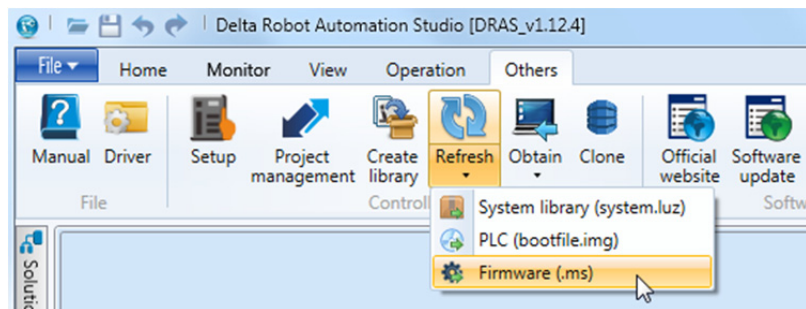 Delta Robot Automation Studio [DRAS_v1.12.4]
File Home Monitor View Operation Others
Manual Driver Setup Project management Create library Refresh Obtain Clone Official website Software update
File Control Softw
System library (system.luz)
PLC (bootfile.img)
Firmware (.ms)
Solutio